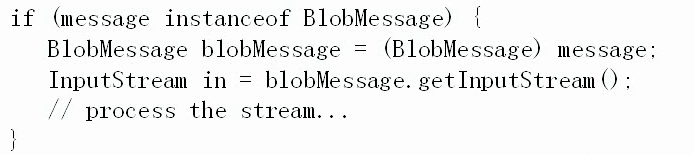 if (message instanceof BlobMessage) {
BlobMessage blobMessage = (BlobMessage) message;
InputStream in = blobMessage.getInputStream();
// process the stream...
}